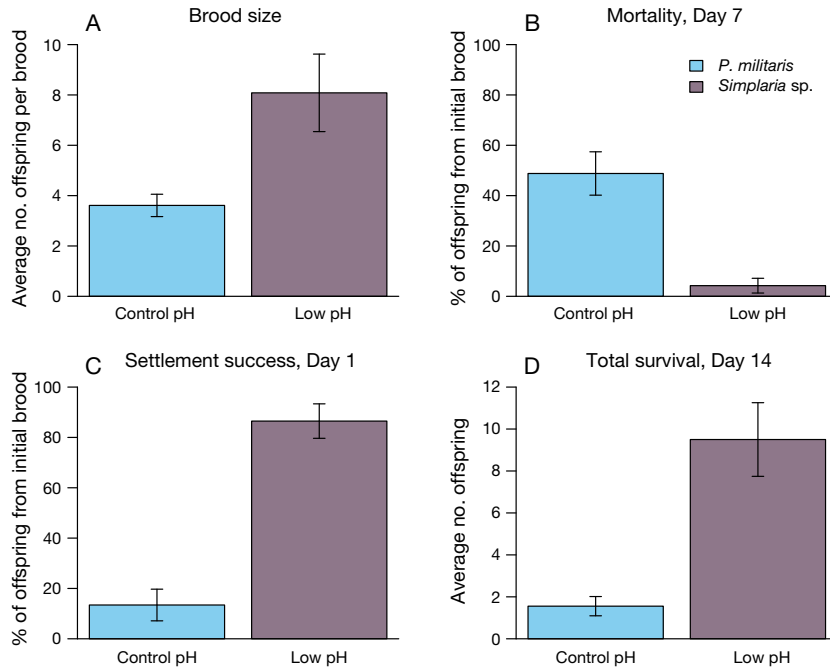 A Brood size
Average no. offspring per brood
10
8
6
4
2
0
Control pH Low pH
B Mortality, Day 7
% of offspring from initial brood
100
80
60
40
20
0
P. militaris
Simplaria sp.
Control pH Low pH
C Settlement success, Day 1
% of offspring from initial brood
100
80
60
40
20
0
Control pH Low pH
D Total survival, Day 14
Average no. offspring
12
10
8
6
4
2
0
Control pH Low pH